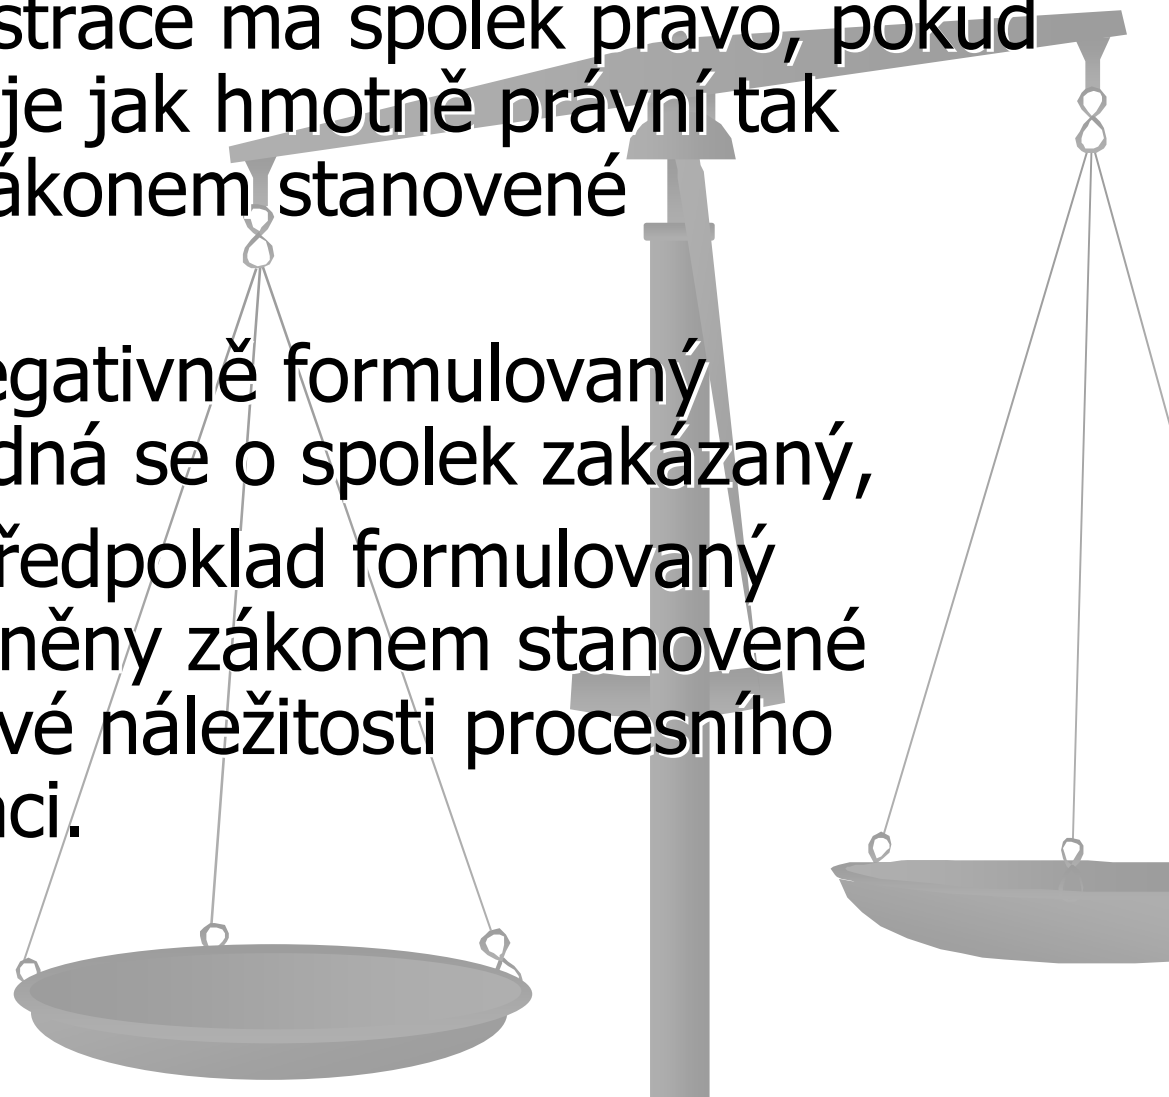 strace má spolek právo, pokud
je jak hmotně právní tak
ákonem stanovené
egativně formulovaný
dná se o spolek zakázaný,
ředpoklad formulovaný
něny zákonem stanovené
vé náležitosti procesního
ci.